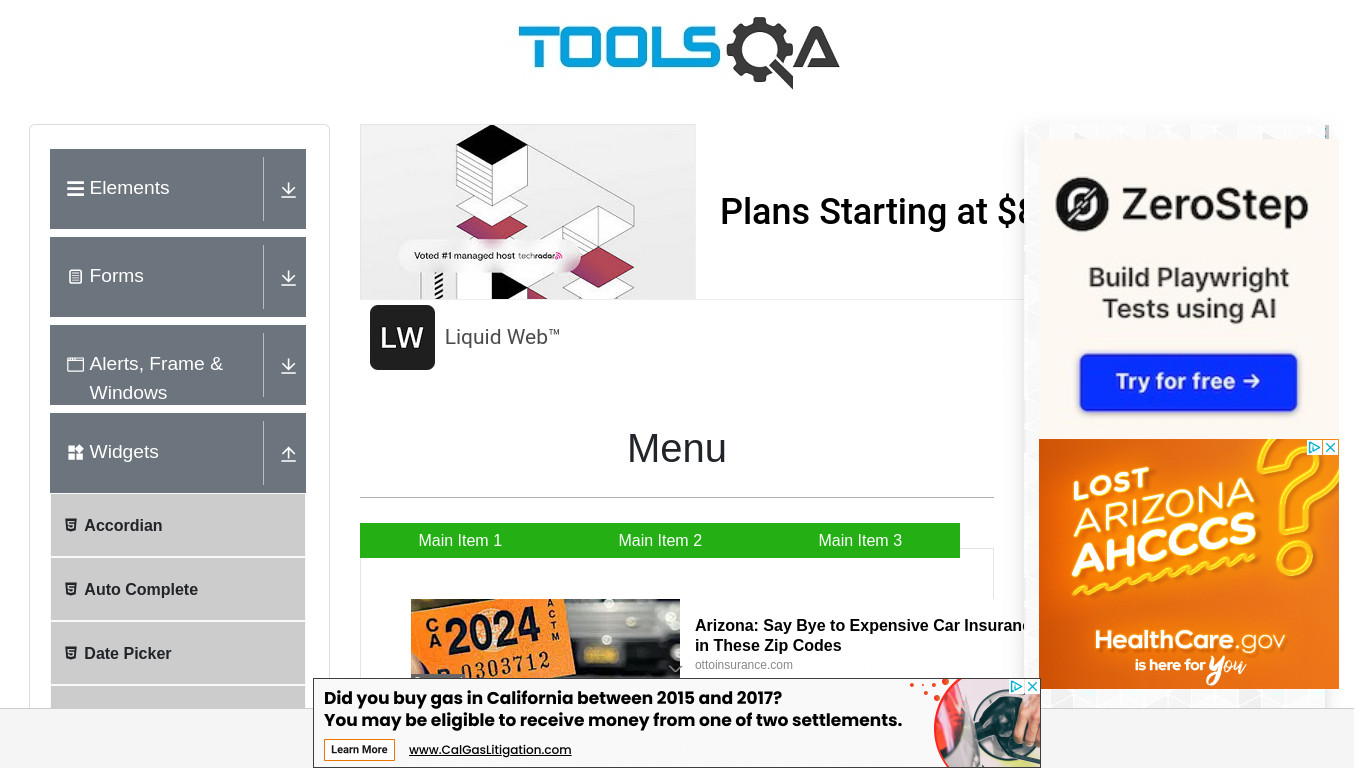 TOOLSQA
Elements
Forms
Alerts, Frame &
Windows
Widgets
Accordian
Auto Complete
Date Picker
Voted #1 managed host techradar
Plans Starting at $
LW
Liquid Web™
Menu
Main Item 1
Main Item 2
Main Item 3
CA 2024
ACTM
0303712
Arizona: Say Bye to Expensive Car Insuran
in These Zip Codes
ottoinsurance.com
ZeroStep
Build Playwright
Tests using AI
Try for free →
LOST
ARIZONA
AHCCCS
?
HealthCare.gov
is here for You
Did you buy gas in California between 2015 and 2017?
You may be eligible to receive money from one of two settlements.
Learn More
www.CalGasLitigation.com